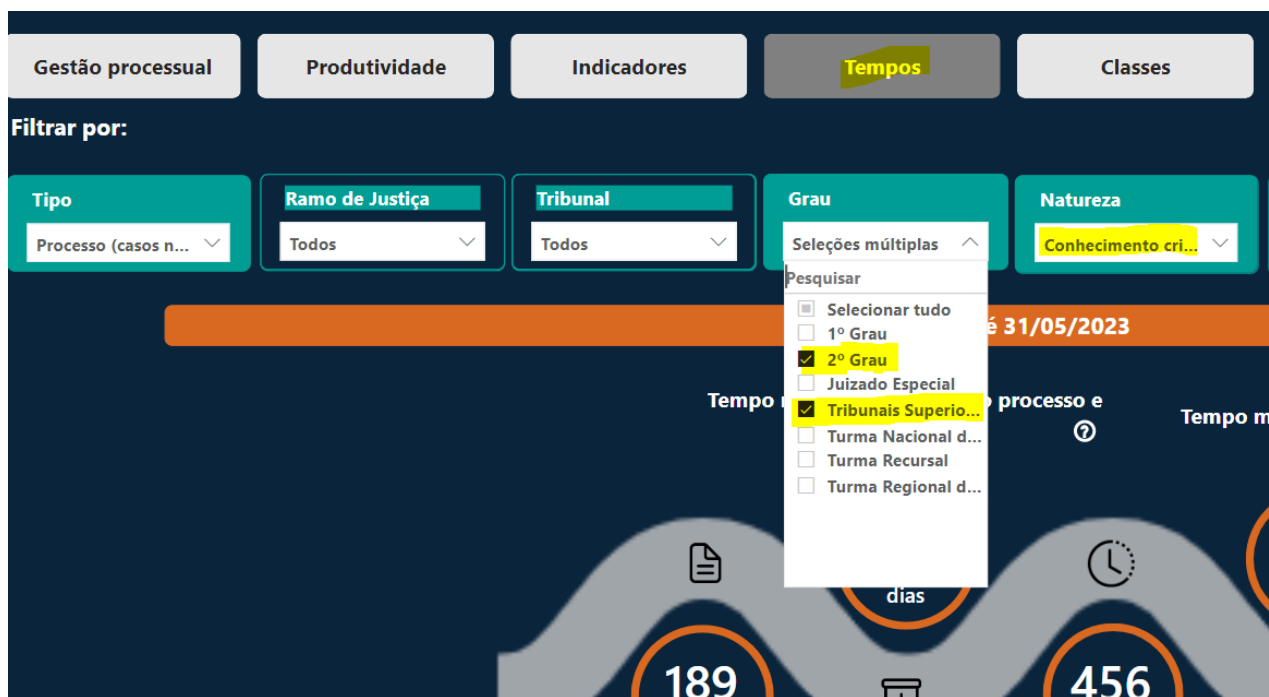 Gestão processual
Produtividade
Indicadores
Tempos
Classes
Filtrar por:
Tipo
Processo (casos n...
Ramo de Justiça
Todos
Tribunal
Todos
Grau
Seleções múltiplas
Natureza
Conhecimento cri...
Pesquisar
Selecionar tudo
1º Grau
2º Grau
Juizado Especial
Tribunais Superio...
Turma Nacional d...
Turma Recursal
Turma Regional d...
é 31/05/2023
Tempo
processo e
Tempo m
dias
189
456